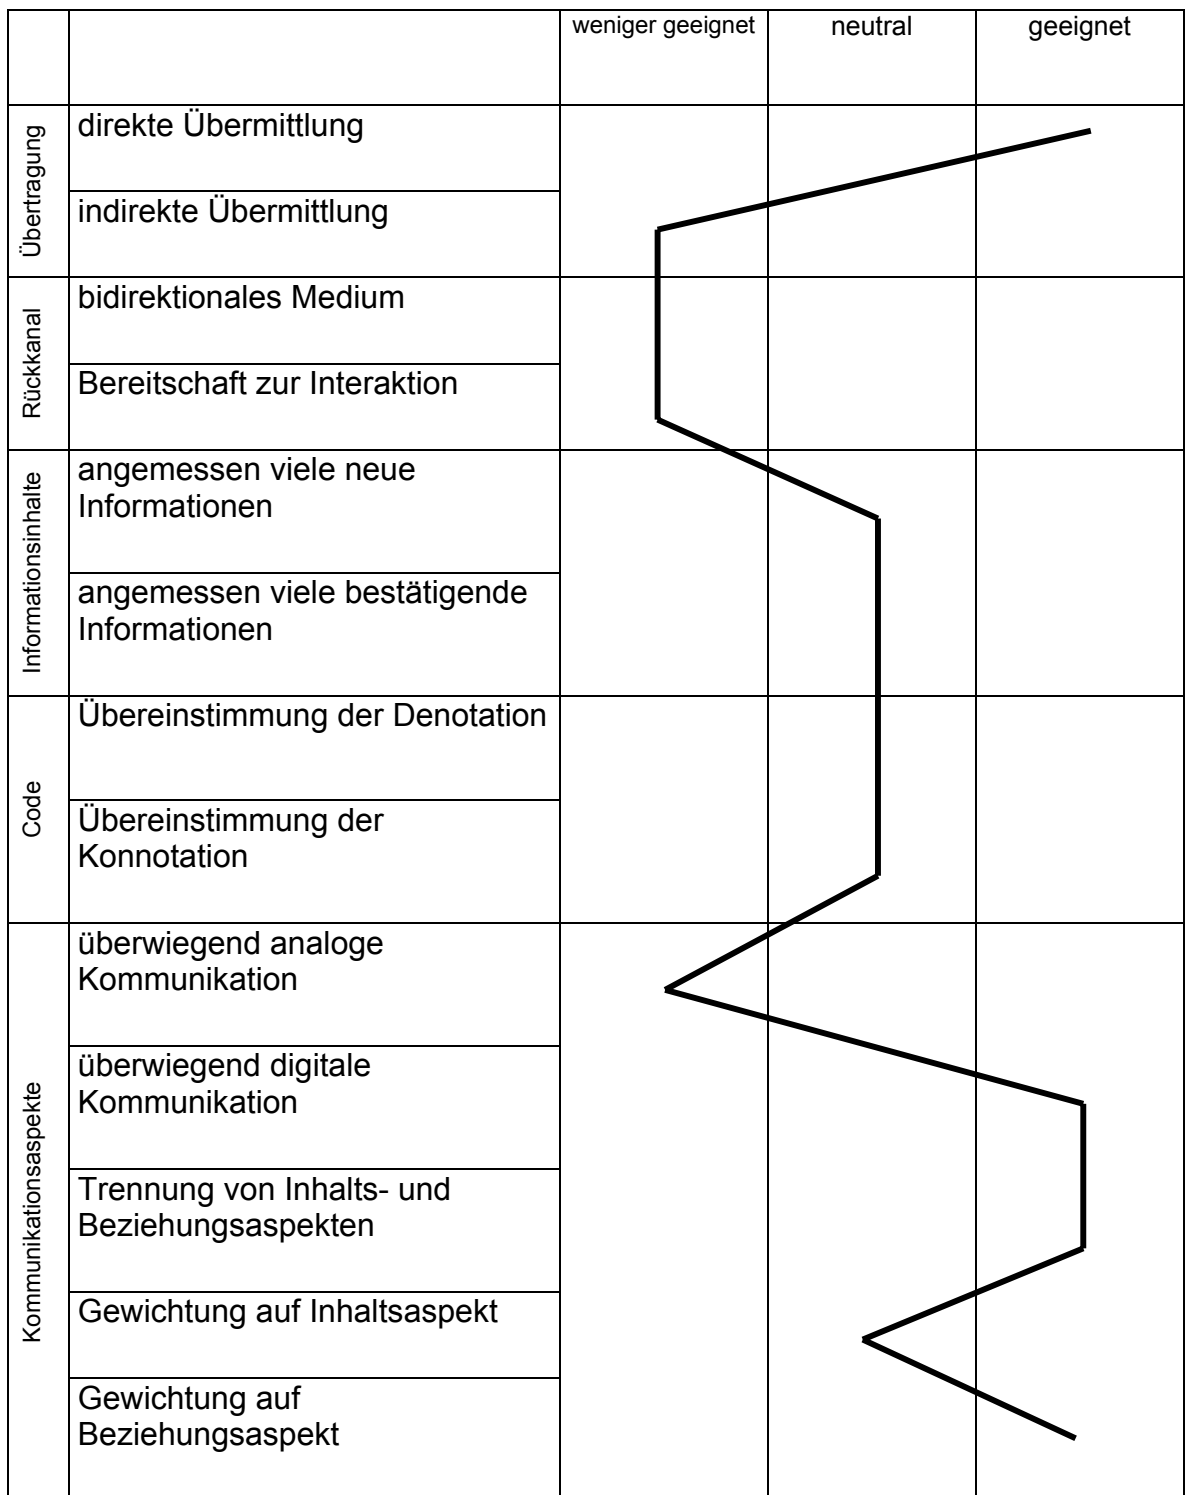 weniger geeignet
neutral
geeignet
Übertragung
direkte Übermittlung
indirekte Übermittlung
Rückkanal
bidirektionales Medium
Bereitschaft zur Interaktion
Informationsinhalte
angemessen viele neue
Informationen
angemessen viele bestätigende
Informationen
Code
Übereinstimmung der Denotation
Übereinstimmung der
Konnotation
Kommunikationsaspekte
überwiegend analoge
Kommunikation
überwiegend digitale
Kommunikation
Trennung von Inhalts- und
Beziehungsaspekten
Gewichtung auf Inhaltsaspekt
Gewichtung auf
Beziehungsaspekt